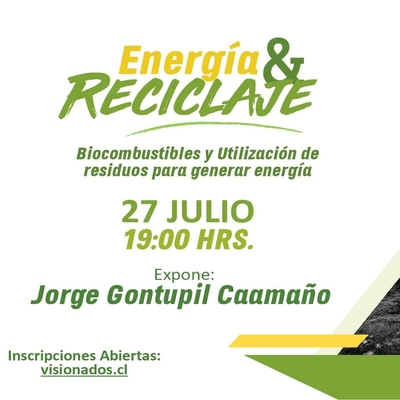 Energía &
RECICLAJE
Biocombustibles y Utilización de
residuos para generar energía
27 JULIO
19:00 HRS.
Expone:
Jorge Gontupil Caamaño
Inscripciones Abiertas:
visionados.cl